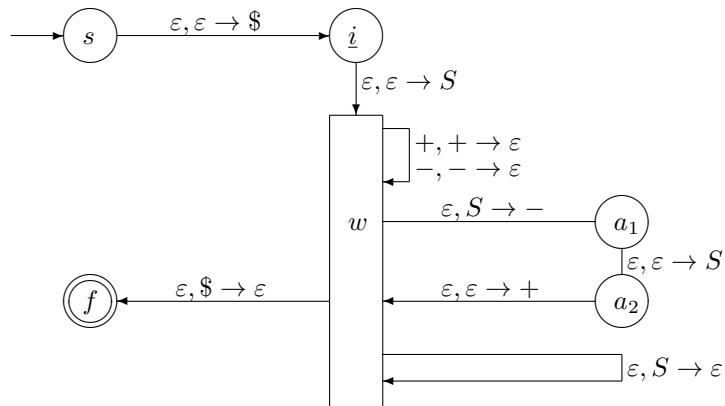 s
ε, ε → $
i
ε, ε → S
+, + → ε
−, − → ε
w
ε, S → −
a₁
ε, ε → S
f
ε, $ → ε
ε, ε → +
a₂
ε, S → ε